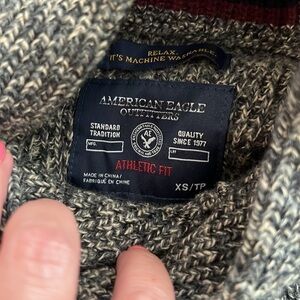 RELAX.
IT'S MACHINE WASHABLE.
AMERICAN EAGLE
OUTFITTERS
STANDARD
TRADITION
QUALITY
SINCE 1977
MFG.
AE
ATHLETIC FIT
MADE IN CHINA/
FABRIQUÉ EN CHINE
XS/TP